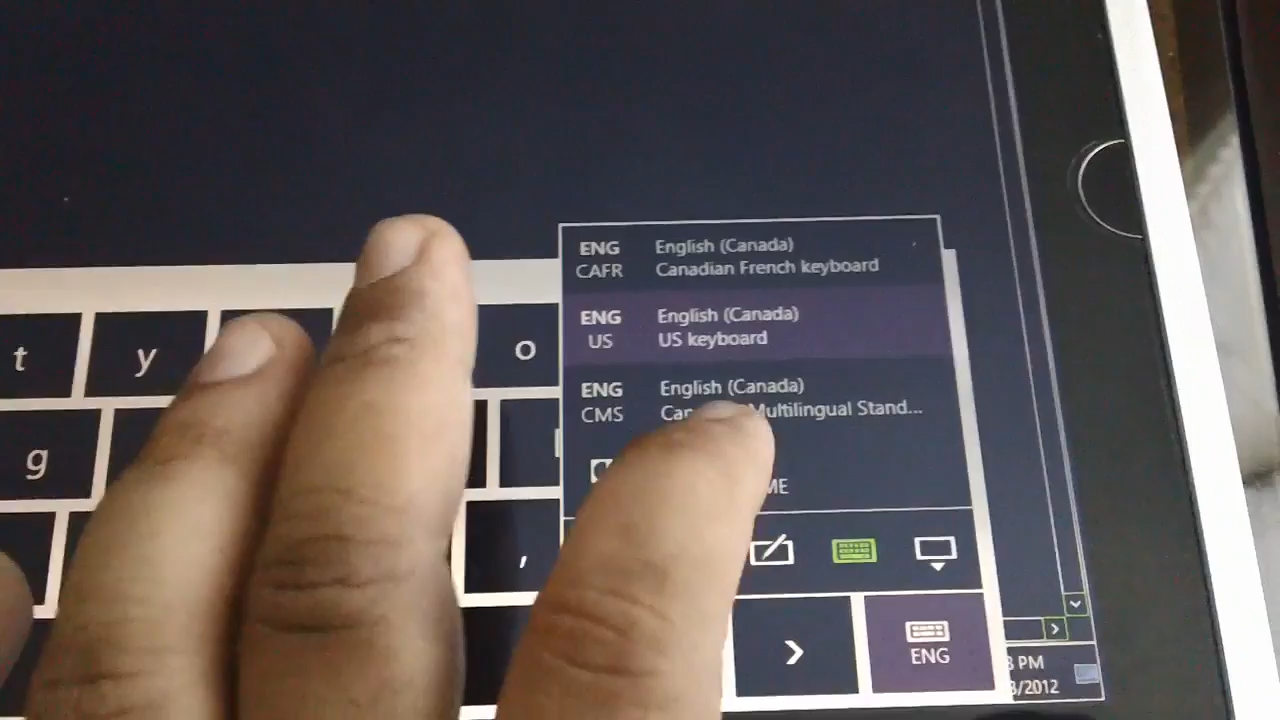 ENG English (Canada)
CAFR Canadian French keyboard
ENG English (Canada)
US US keyboard
ENG English (Canada)
CMS Multilingual Stand...
t
y
o
g
,
>
ENG
PM
/2012